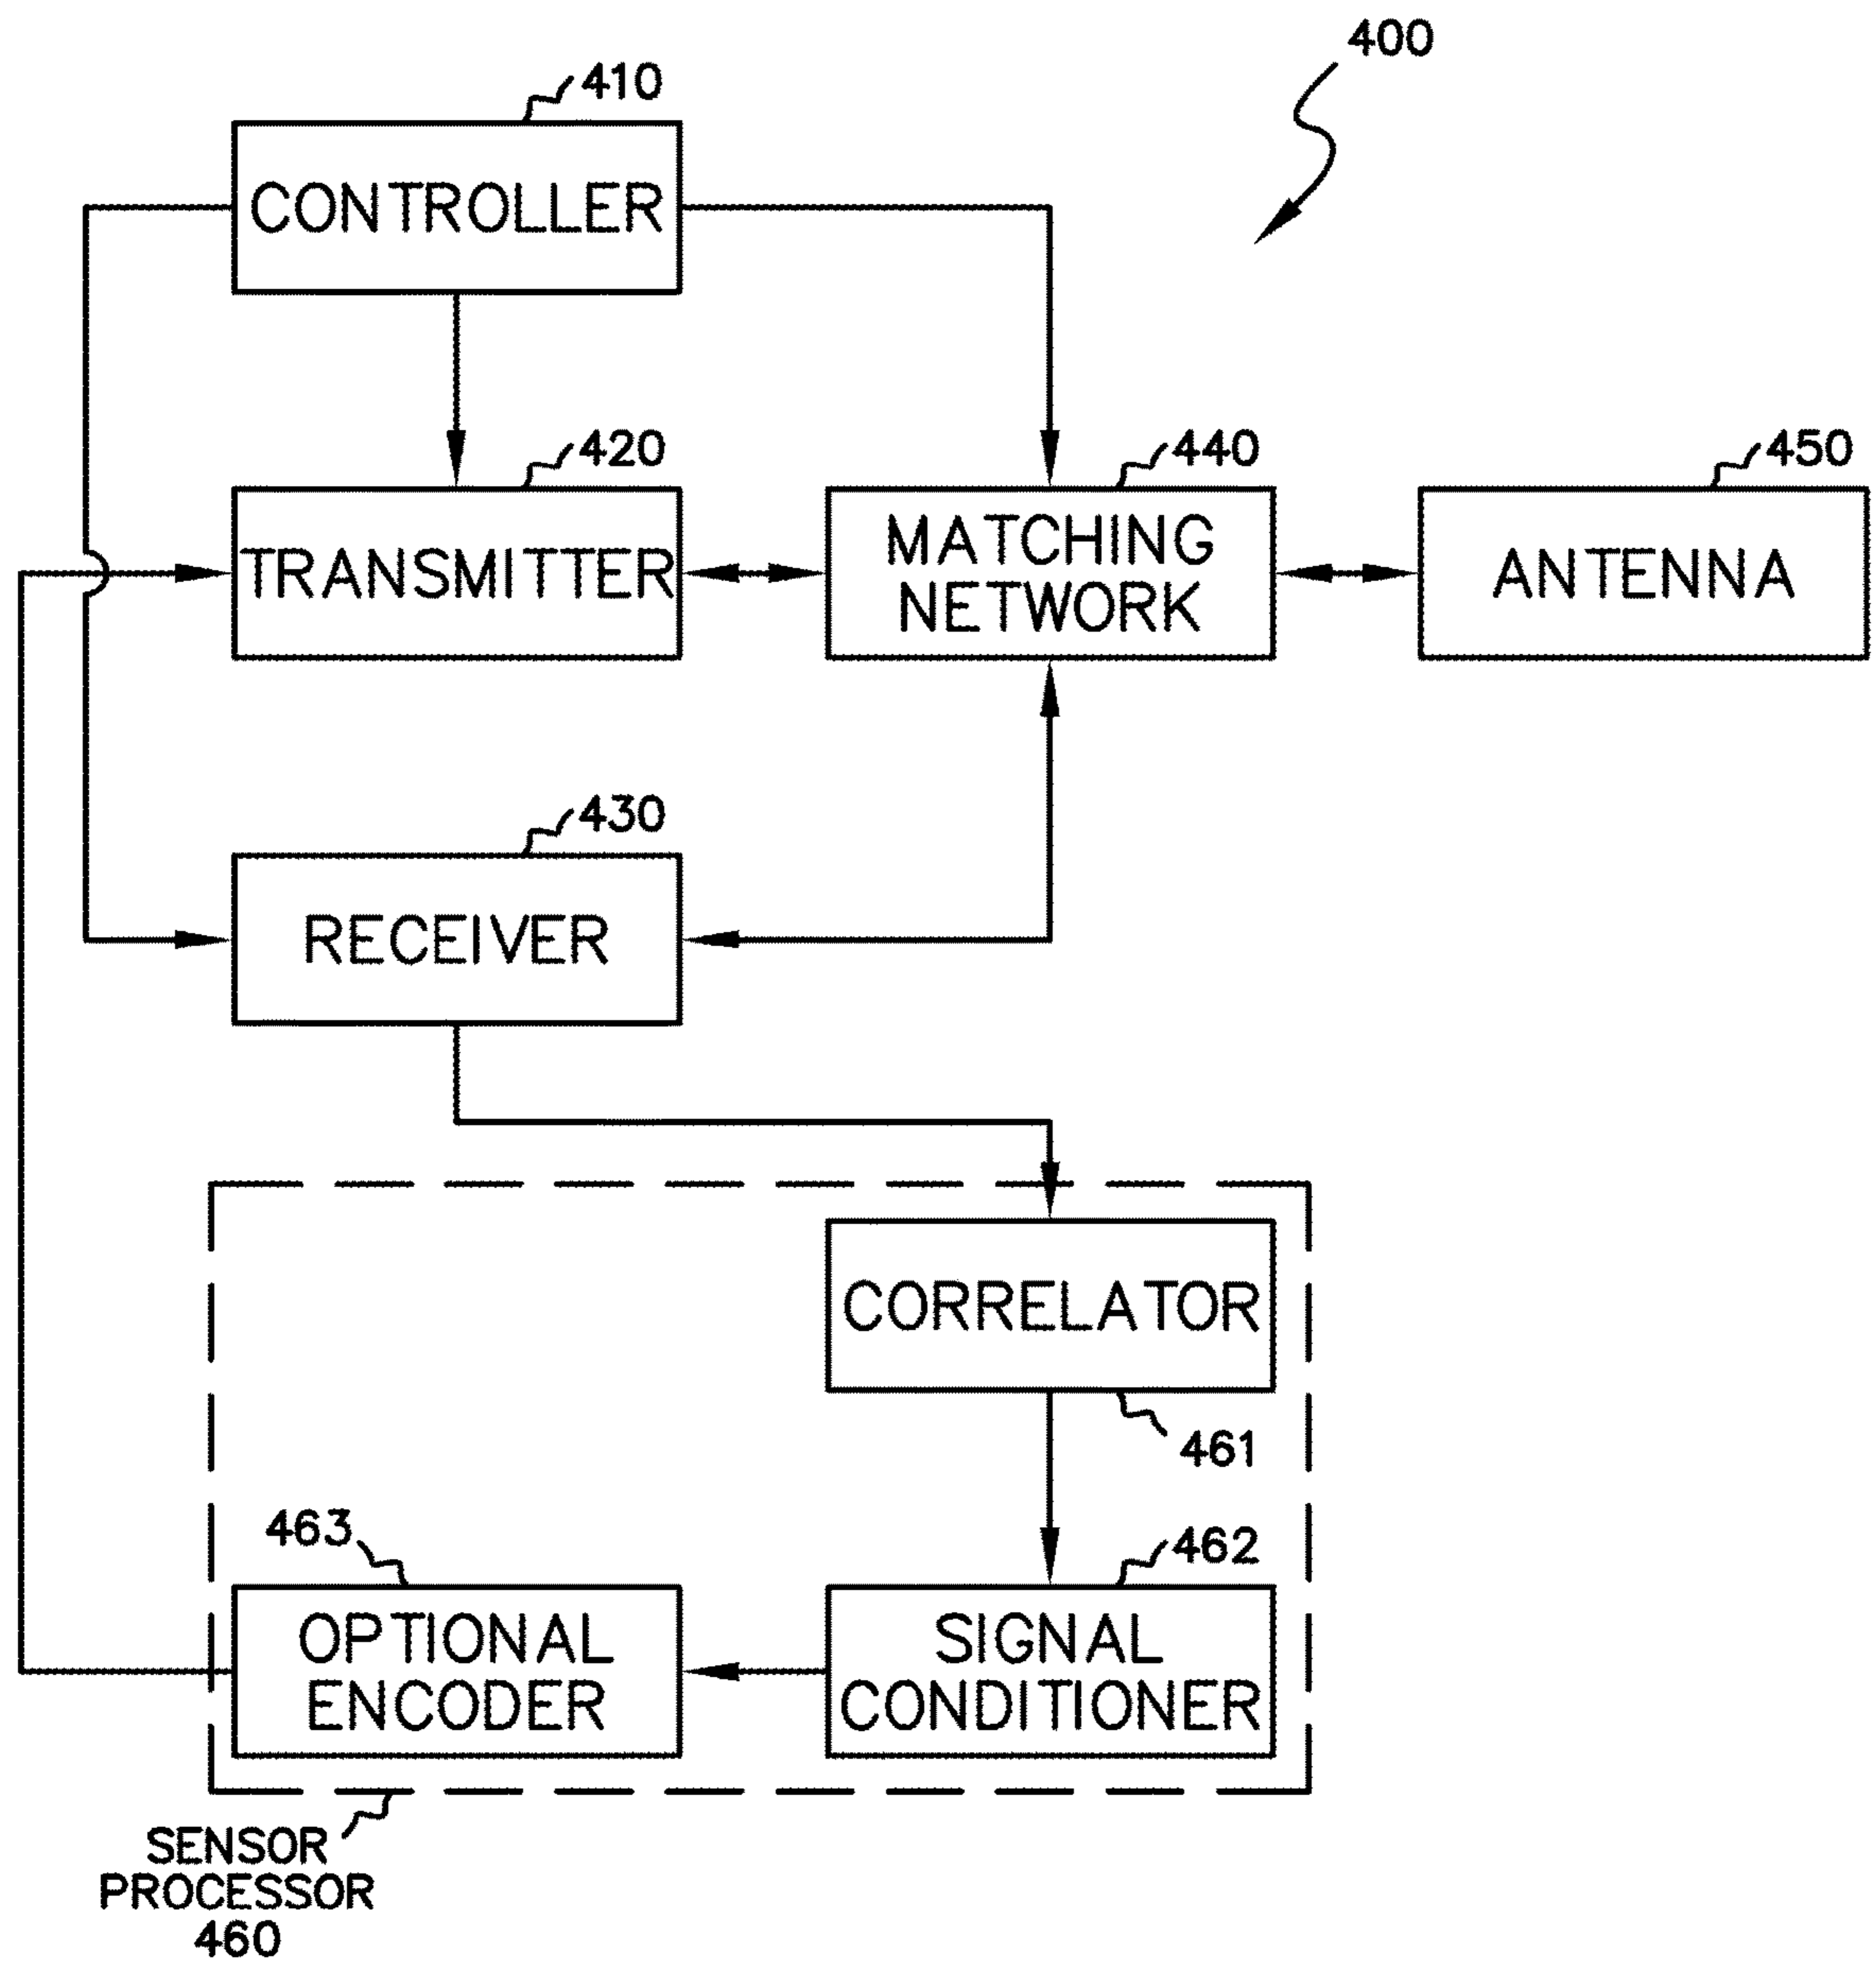 400
410
CONTROLLER
420
TRANSMITTER
440
MATCHING
NETWORK
450
ANTENNA
430
RECEIVER
CORRELATOR
461
463
OPTIONAL
ENCODER
462
SIGNAL
CONDITIONER
SENSOR
PROCESSOR
460